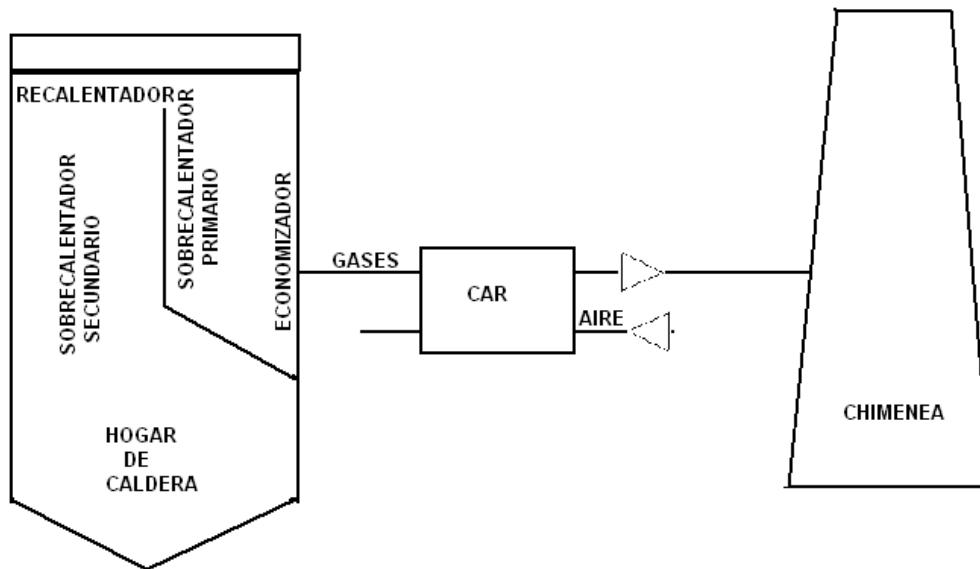 RECALENTADOR
SOBRECALENTADOR
SECUNDARIO
SOBRECALENTADOR
PRIMARIO
ECONOMIZADOR
HOGAR
DE
CALDERA
GASES
CAR
AIRE
CHIMENEA